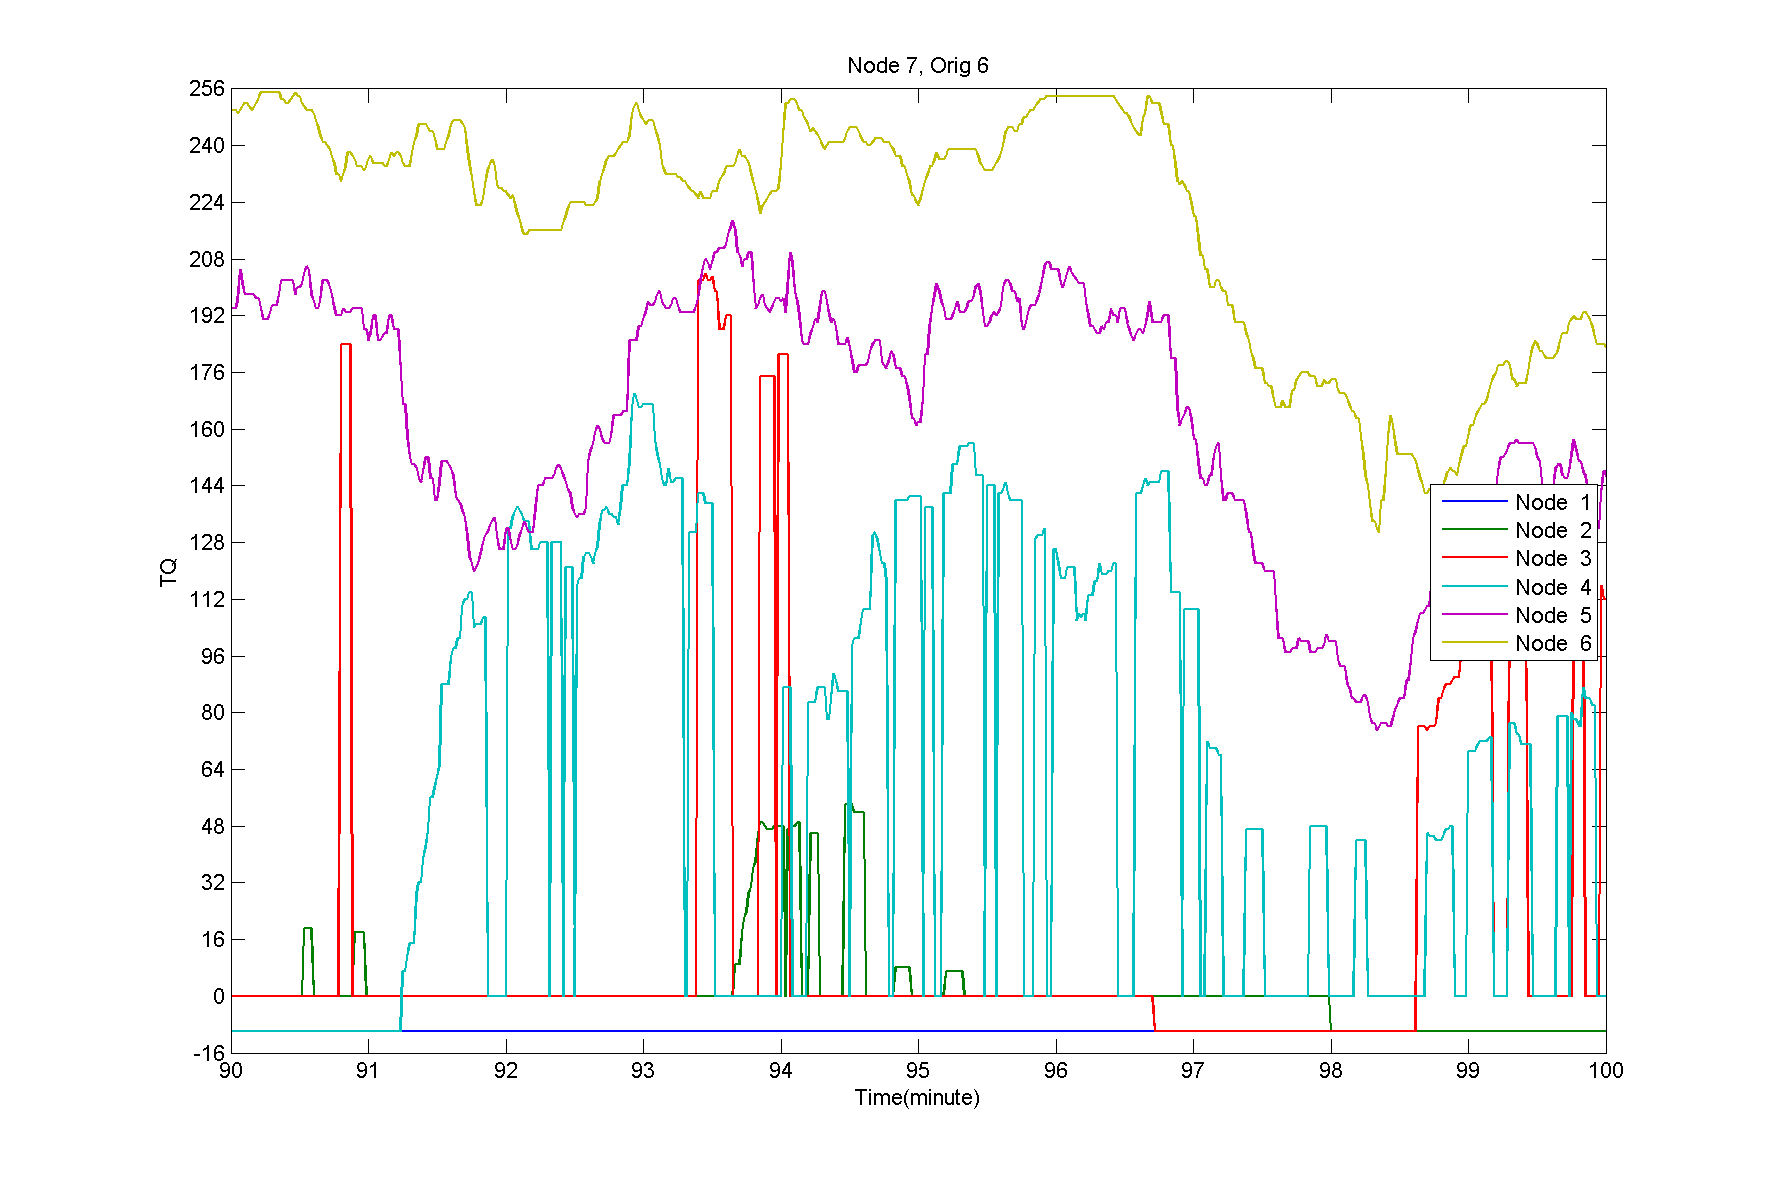 Node 7, Orig 6
256
240
224
208
192
176
160
144
128
112
96
80
64
48
32
16
0
-16
TQ
Node 1
Node 2
Node 3
Node 4
Node 5
Node 6
90 91 92 93 94 95 96 97 98 99 100
Time(minute)